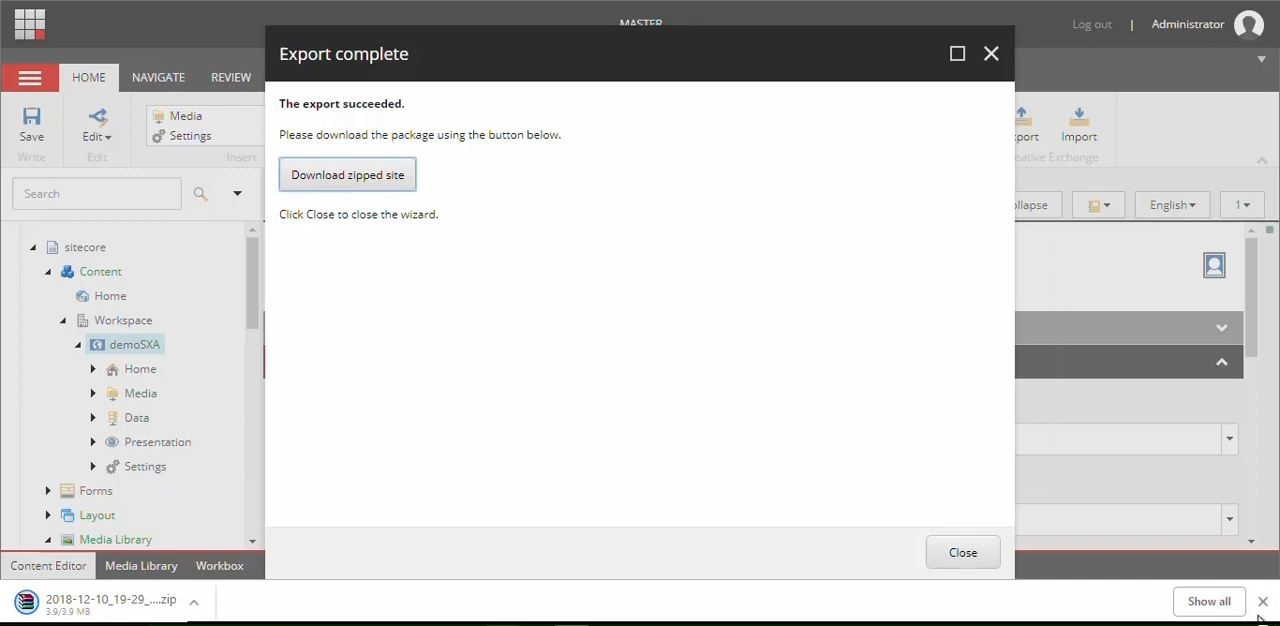 MASTER
Log out | Administrator
Export complete
HOME NAVIGATE REVIEW
Save
Write
Edit
Edit
Media
Settings
Insert
port Import
eative Exchange
The export succeeded.
Please download the package using the button below.
Download zipped site
Click Close to close the wizard.
Search
ollapse English 1
sitecore
Content
Home
Workspace
demoSXA
Home
Media
Data
Presentation
Settings
Forms
Layout
Media Library
Close
Content Editor Media Library Workbox
2018-12-10_19-29_....zip
3.9/3.9 MB
Show all